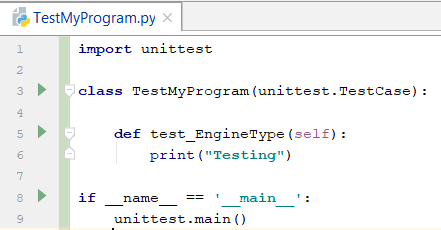 TestMyProgram.py
1 import unittest
2
3 class TestMyProgram(unittest.TestCase):
4
5     def test_EngineType(self):
6         print("Testing")
7
8 if __name__ == '__main__':
9     unittest.main()